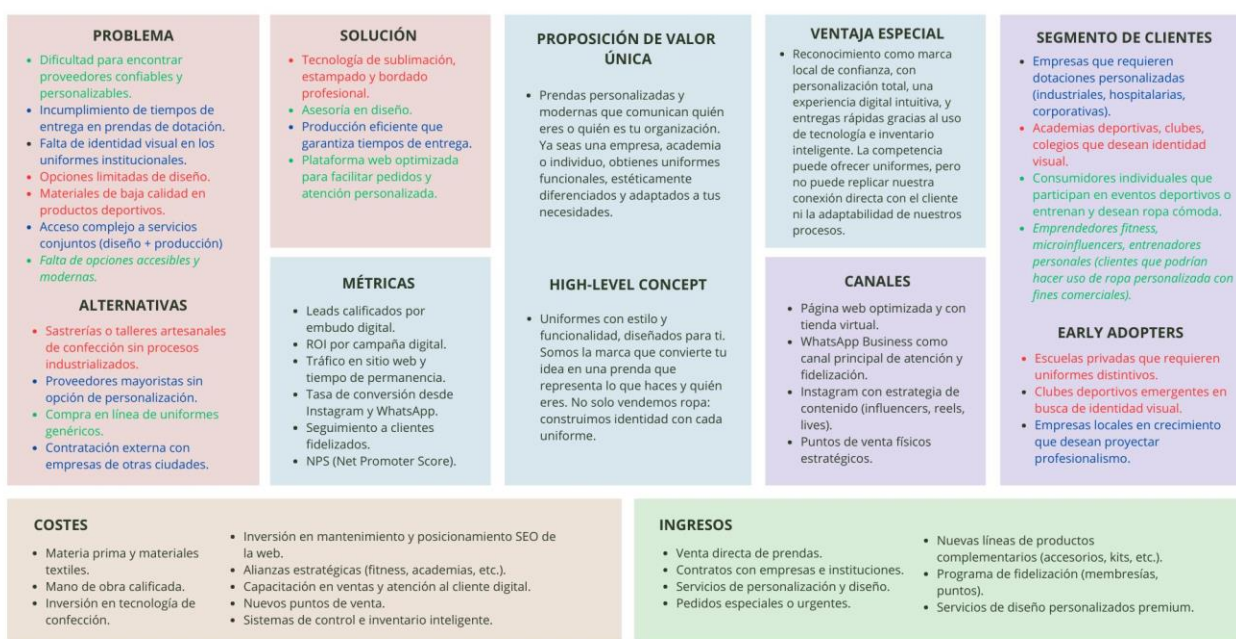 PROBLEMA
• Dificultad para encontrar
proveedores confiables y
personalizables.
• Incumplimiento de tiempos de
entrega en prendas de dotación.
• Falta de identidad visual en los
uniformes institucionales.
• Opciones limitadas de diseño.
• Materiales de baja calidad en
productos deportivos.
• Acceso complejo a servicios
conjuntos (diseño + producción)
• Falta de opciones accesibles y
modernas.
ALTERNATIVAS
• Sastrerías o talleres artesanales
de confección sin procesos
industrializados.
• Proveedores mayoristas sin
opción de personalización.
• Compra en línea de uniformes
genéricos.
• Contratación externa con
empresas de otras ciudades.
SOLUCIÓN
• Tecnología de sublimación,
estampado y bordado
profesional.
• Asesoría en diseño.
• Producción eficiente que
garantiza tiempos de entrega.
• Plataforma web optimizada
para facilitar pedidos y
atención personalizada.
MÉTRICAS
• Leads calificados por
embudo digital.
• ROI por campaña digital.
• Tráfico en sitio web y
tiempo de permanencia.
• Tasa de conversión desde
Instagram y WhatsApp.
• Seguimiento a clientes
fidelizados.
• NPS (Net Promoter Score).
PROPOSICIÓN DE VALOR
ÚNICA
• Prendas personalizadas y
modernas que comunican quién
eres o quién es tu organización.
Ya seas una empresa, academia
o individuo, obtienes uniformes
funcionales, estéticamente
diferenciados y adaptados a tus
necesidades.
HIGH-LEVEL CONCEPT
• Uniformes con estilo y
funcionalidad, diseñados para ti.
Somos la marca que convierte tu
idea en una prenda que
representa lo que haces y quién
eres. No solo vendemos ropa:
construimos identidad con cada
uniforme.
VENTAJA ESPECIAL
• Reconocimiento como marca
local de confianza, con
personalización total, una
experiencia digital intuitiva, y
entregas rápidas gracias al uso
de tecnología e inventario
inteligente. La competencia
puede ofrecer uniformes, pero
no puede replicar nuestra
conexión directa con el cliente
ni la adaptabilidad de nuestros
procesos.
CANALES
• Página web optimizada y con
tienda virtual.
• WhatsApp Business como
canal principal de atención y
fidelización.
• Instagram con estrategia de
contenido (influencers, reels,
lives).
• Puntos de venta físicos
estratégicos.
SEGMENTO DE CLIENTES
• Empresas que requieren
dotaciones personalizadas
(industriales, hospitalarias,
corporativas).
• Academias deportivas, clubes,
colegios que desean identidad
visual.
• Consumidores individuales que
participan en eventos deportivos o
entrenan y desean ropa cómoda.
• Emprendedores fitness,
microinfluencers, entrenadores
personales (clientes que podrían
hacer uso de ropa personalizada con
fines comerciales).
EARLY ADOPTERS
• Escuelas privadas que requieren
uniformes distintivos.
• Clubes deportivos emergentes en
busca de identidad visual.
• Empresas locales en crecimiento
que desean proyectar
profesionalismo.
COSTES
• Materia prima y materiales
textiles.
• Mano de obra calificada.
• Inversión en tecnología de
confección.
• Inversión en mantenimiento y posicionamiento SEO de
la web.
• Alianzas estratégicas (fitness, academias, etc.).
• Capacitación en ventas y atención al cliente digital.
• Nuevos puntos de venta.
• Sistemas de control e inventario inteligente.
INGRESOS
• Venta directa de prendas.
• Contratos con empresas e instituciones.
• Servicios de personalización y diseño.
• Pedidos especiales o urgentes.
• Nuevas líneas de productos
complementarios (accesorios, kits, etc.).
• Programa de fidelización (membresías,
puntos).
• Servicios de diseño personalizados premium.